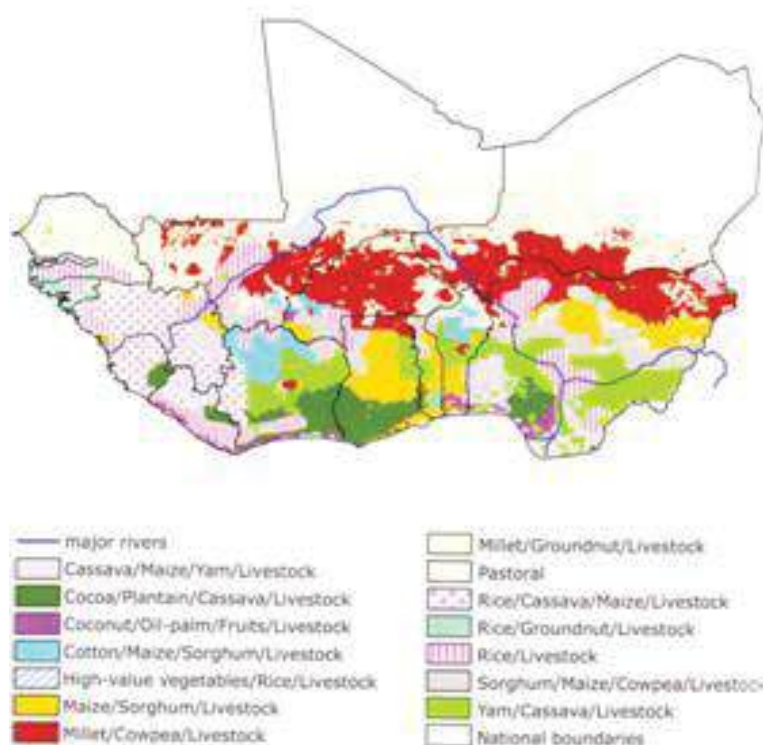 major rivers
Cassava/Maize/Yam/Livestock
Cocoa/Plantain/Cassava/Livestock
Coconut/Oil-palm/Fruits/Livestock
Cotton/Maize/Sorghum/Livestock
High-value vegetables/Rice/Livestock
Maize/Sorghum/Livestock
Millet/Cowpea/Livestock
Millet/Groundnut/Livestock
Pastoral
Rice/Cassava/Maize/Livestock
Rice/Groundnut/Livestock
Rice/Livestock
Sorghum/Maize/Cowpea/Livestock
Yam/Cassava/Livestock
National boundaries